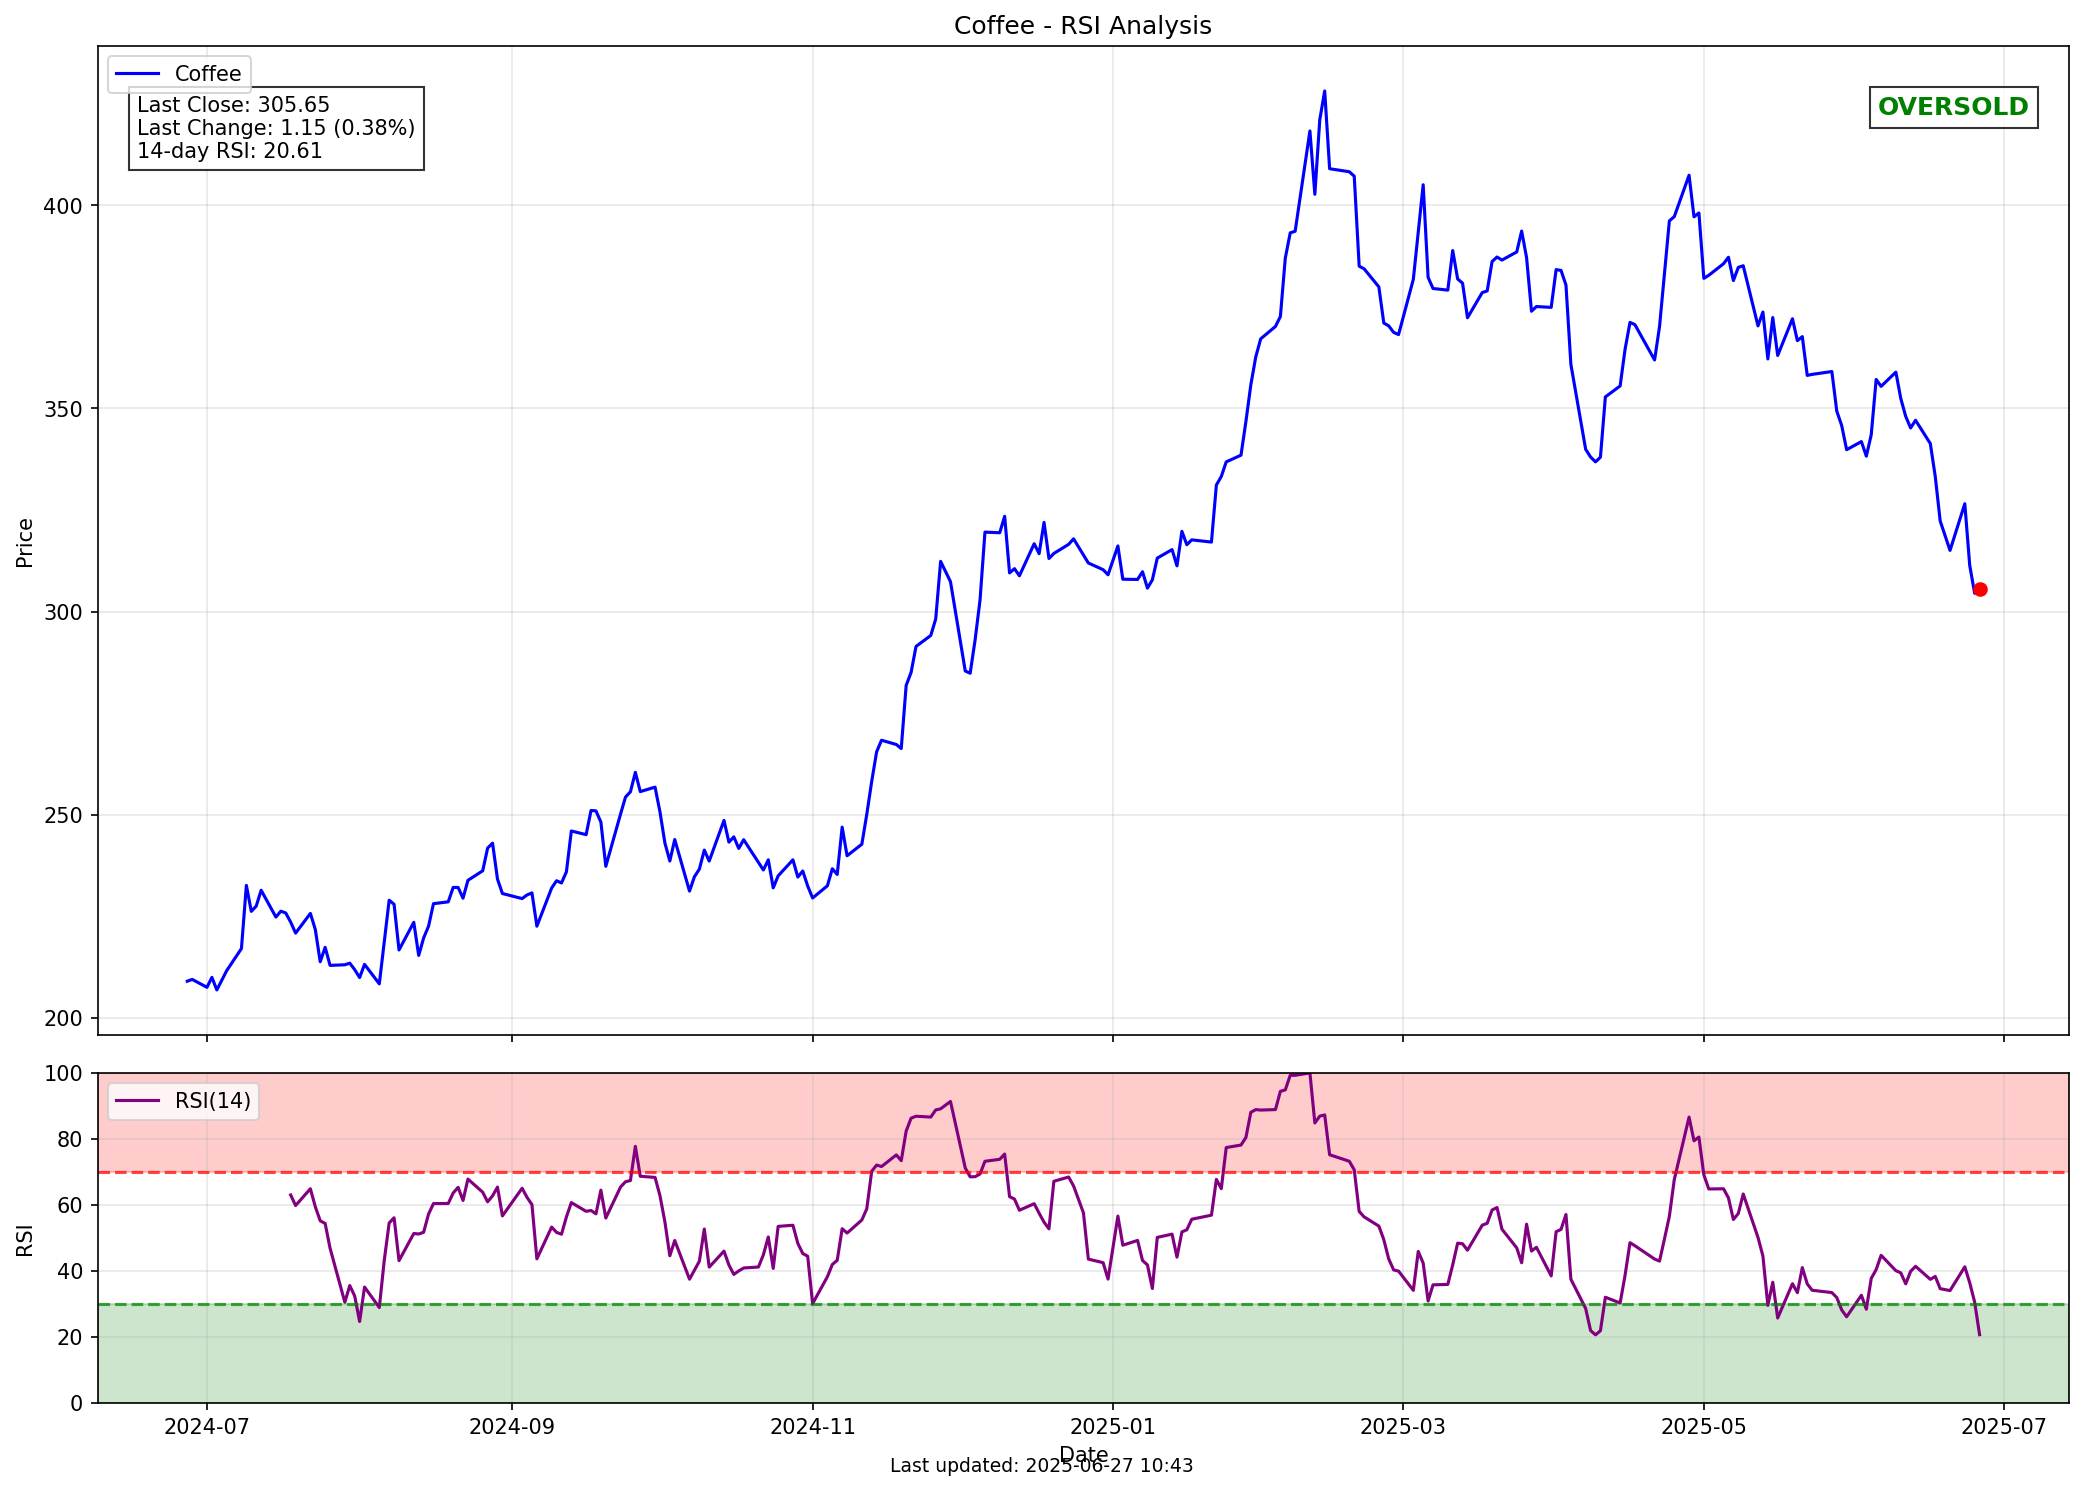 Coffee - RSI Analysis
Coffee
Last Close: 305.65
Last Change: 1.15 (0.38%)
14-day RSI: 20.61
OVERSOLD
Price
400
350
300
250
200
RSI(14)
RSI
100
80
60
40
20
0
2024-07
2024-09
2024-11
2025-01
2025-03
2025-05
2025-07
Date
Last updated: 2025-06-27 10:43